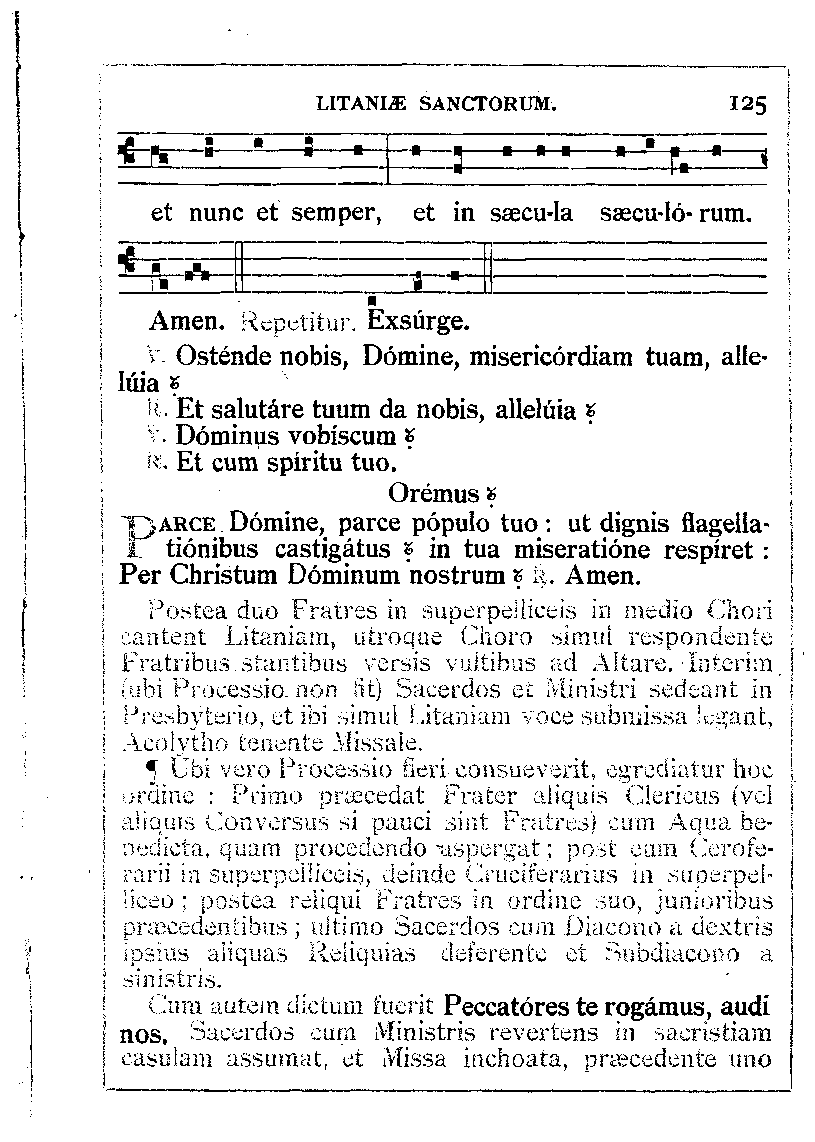 LITANIÆ SANCTORUM. 125
et nunc et semper, et in sæcu-la sæcu-ló- rum.
Amen. Repetitur. Exsúrge.
℣. Osténde nobis, Dómine, misericórdiam tuam, alle-
lúia
℟. Et salutáre tuum da nobis, allelúia
℣. Dóminus vobíscum
℟. Et cum spíritu tuo.
Orémus
PARCE Dómine, parce pópulo tuo : ut dignis flagella-
tiónibus castigátus in tua miseratióne respíret :
Per Christum Dóminum nostrum ℟. Amen.
Postea duo Fratres in superpelliceis in medio Chori
cantent Litaniam, utroque Choro simul respondente
Fratribus stantibus versis vultibus ad Altare. Interim
(ubi Processio non fit) Sacerdos et Ministri sedeant in
Presbyterio, et ibi simul Litaniam voce submissa legant,
Acolytho tenente Missale.
¶ Ubi vero Processio fieri consueverit, egrediatur hoc
ordine : Primo præcedat Frater aliquis Clericus (vel
aliquis Conversus si pauci sint Fratres) cum Aqua be-
nedicta, quam procedendo aspergat ; post eum Cerofe-
rarii in superpelliceis, deinde Cruciferarius in superpel-
liceo ; postea reliqui Fratres in ordine suo, junioribus
præcedentibus ; ultimo Sacerdos cum Diacono a dextris
ipsius aliquas Reliquias deferente et Subdiacono a
sinistris.
Cum autem dictum fuerit Peccatóres te rogámus, audí
nos, Sacerdos cum Ministris revertens in sacristiam
casulam assumat, et Missa inchoata, præcedente uno